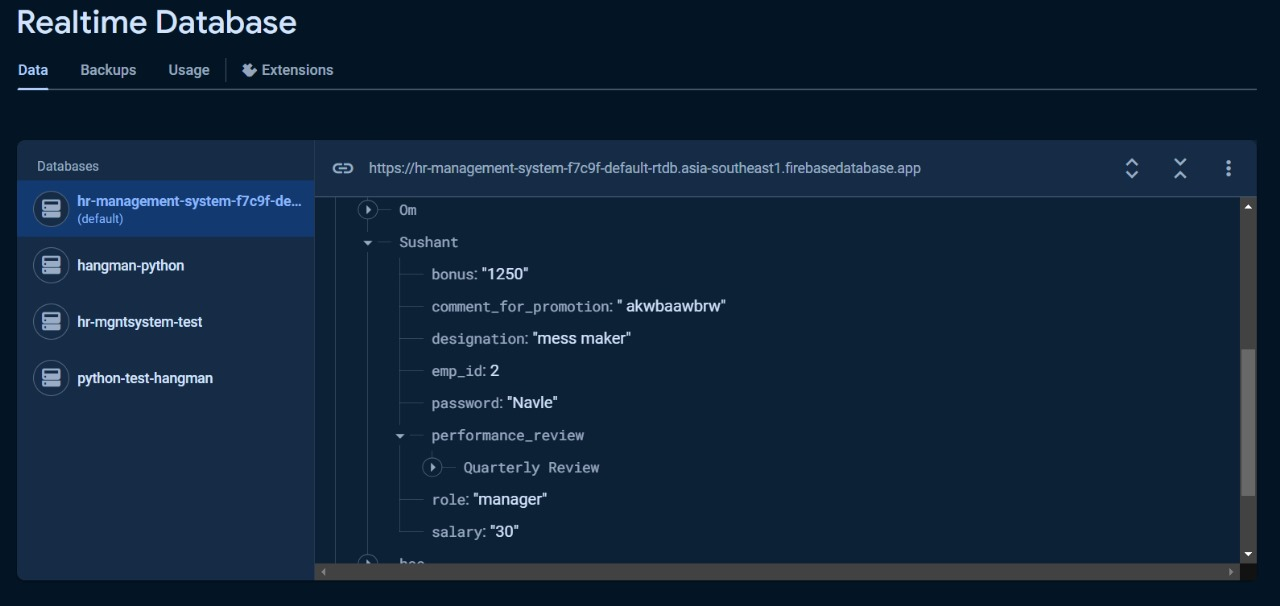 Realtime Database
Data Backups Usage Extensions
Databases
hr-management-system-f7c9f-de...
(default)
hangman-python
hr-mgntsystem-test
python-test-hangman
https://hr-management-system-f7c9f-default-rtdb.asia-southeast1.firebasedatabase.app
Om
Sushant
bonus: "1250"
comment_for_promotion: " akwbaawbrw"
designation: "mess maker"
emp_id: 2
password: "Navle"
performance_review
Quarterly Review
role: "manager"
salary: "30"